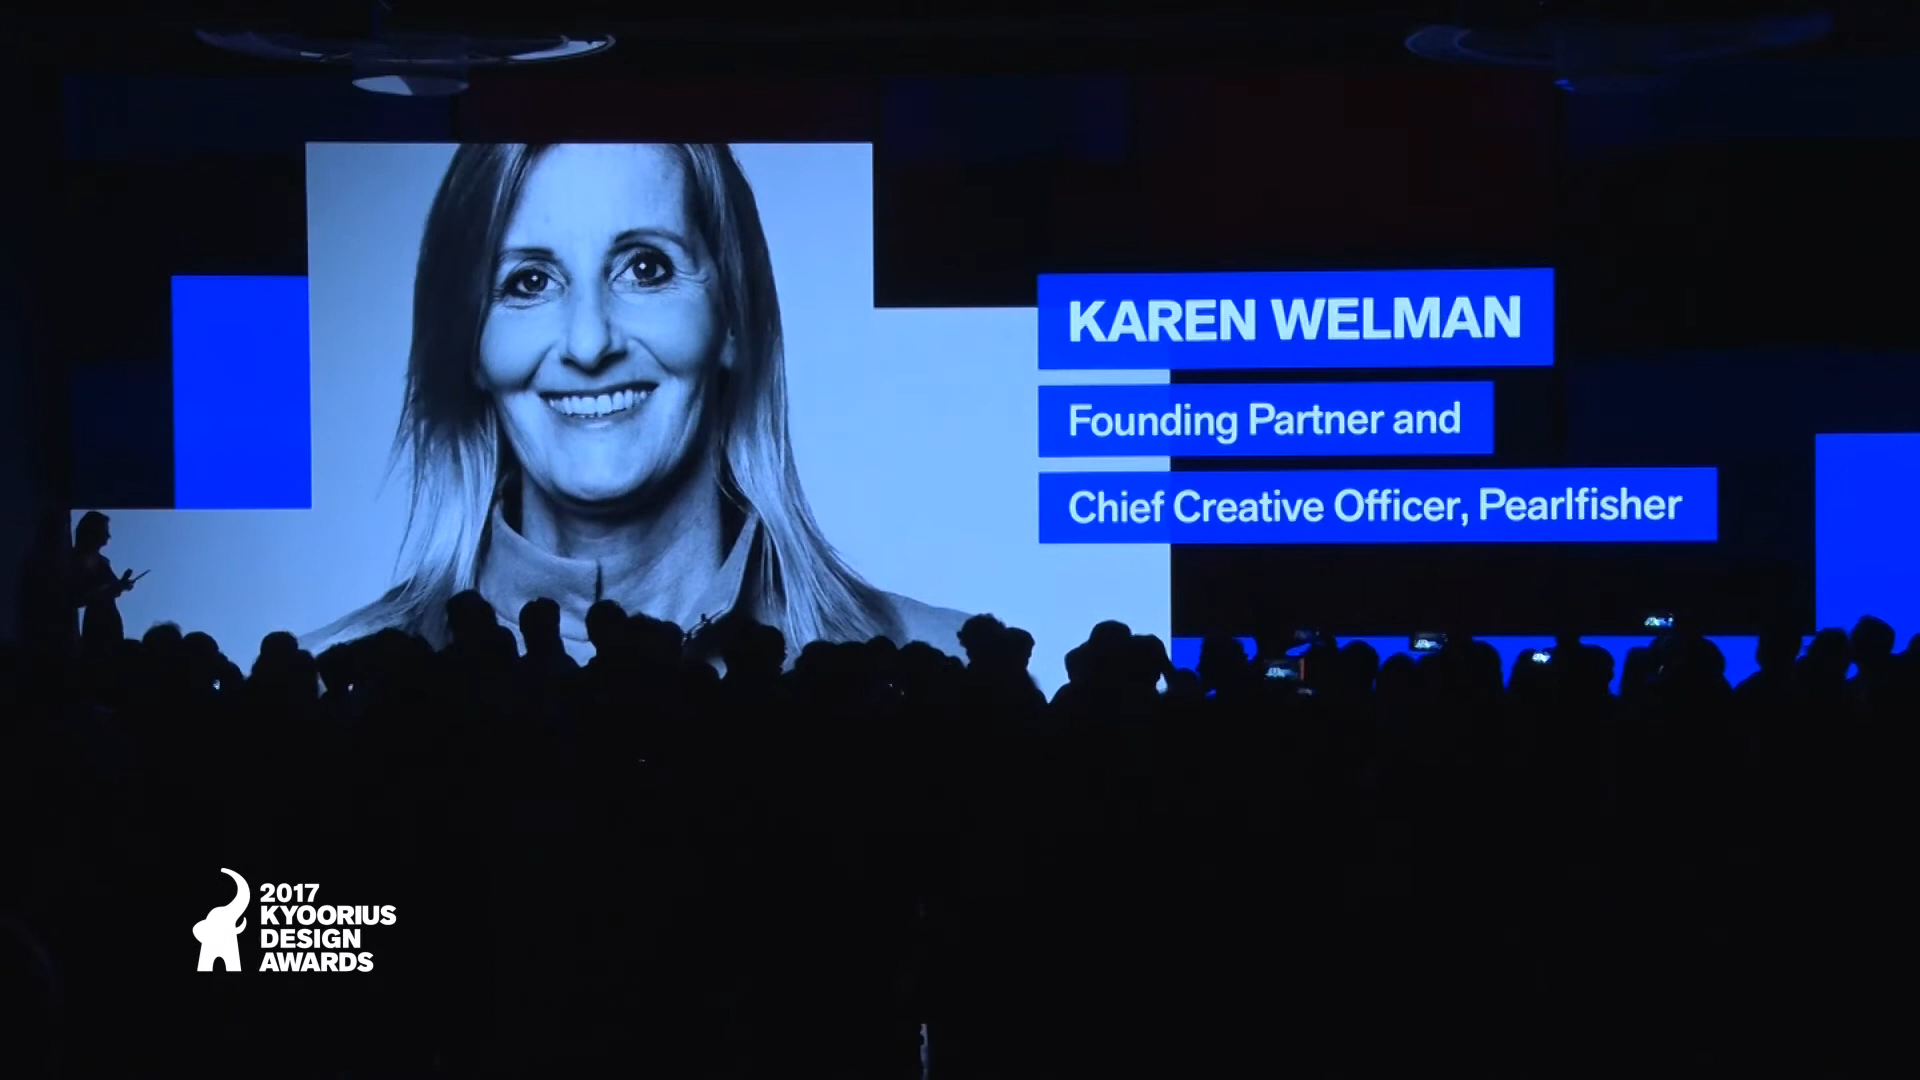 KAREN WELMAN
Founding Partner and
Chief Creative Officer, Pearlfisher
2017
KYOORIUS
DESIGN
AWARDS